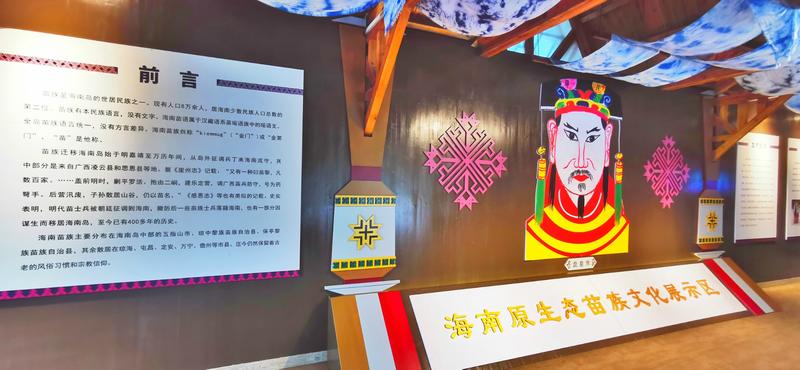 前言
苗族是海南岛的世居民族之一，现有人口8万余人，居海南少数民族人口总数的
第二位。苗族有本民族语言，没有文字。海南苗语属于汉藏语系苗瑶语族中的瑶语支。
全岛苗族语言统一，没有方言差异。海南苗族自称
是他称。
苗族迁移海南岛始于明嘉靖至万历年间，从岛外征调兵丁来海南戍守，其
中部分是来自广西凌云县和思恩县等地。据《崖州志》记载：“又有一种曰苗黎，凡
数百家。……盖前明时，剿平罗活、抱由二峒，建乐定营，调广西苗兵防守，号为药
弩手。后营汛废，子孙散居山谷，仍以苗名。”《感恩志》等也有类似的记载。史实
表明，明代苗士兵被朝廷征调到海南，撤防后一些苗族士兵落籍海南，也有一部分因
谋生而移居海南岛，至今已有400多年的历史。
海南苗族主要分布在海南岛中部的五指山市、琼中黎族苗族自治县、保亭黎
族苗族自治县，其余散居在琼海、屯昌、定安、万宁、儋州等市县，迄今仍然保留着古
老的风俗习惯和宗教信仰。
海南原生态苗族文化展示区